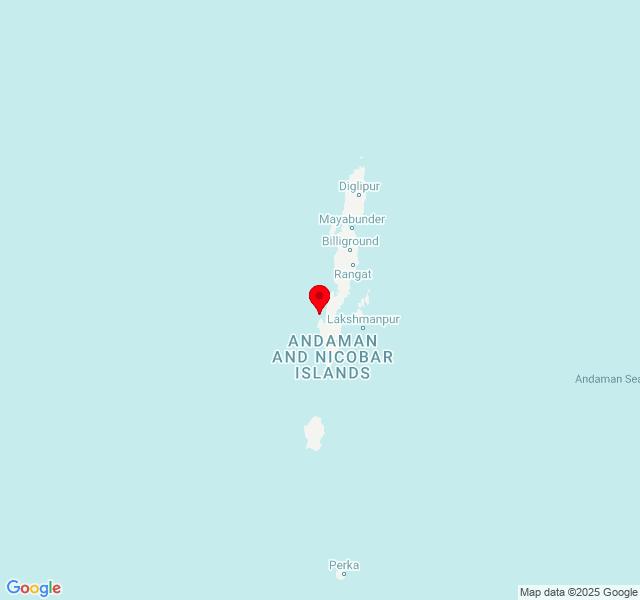 Diglipur
Mayabunder
Billiground
Rangat
Lakshmanpur
ANDAMAN
AND NICOBAR
ISLANDS
Andaman Sea
Perka
Google
Map data ©2025 Google